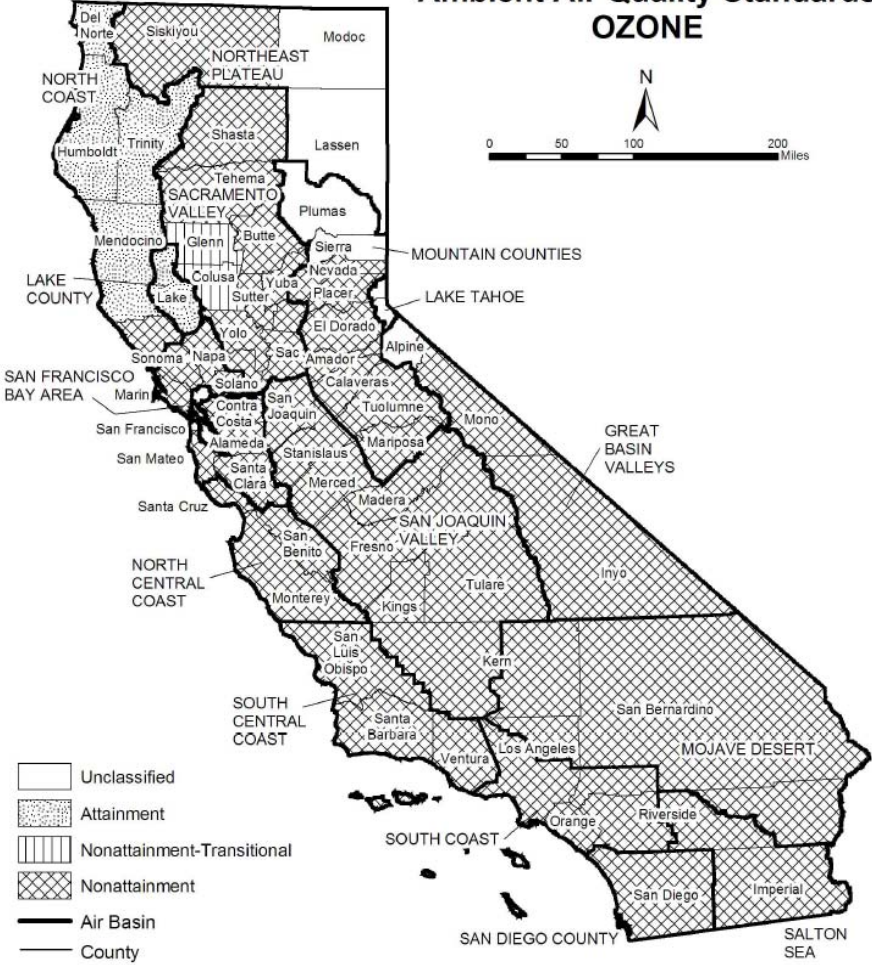 Ambient Air Quality Standards
OZONE
N
0 50 100 200
Miles
Del
Norte
Siskiyou
Modoc
NORTHEAST
PLATEAU
NORTH
COAST
Shasta
Lassen
Humboldt
Trinity
Tehema
SACRAMENTO
VALLEY
Plumas
Mendocino
Glenn
Butte
Sierra
MOUNTAIN COUNTIES
Nevada
LAKE
COUNTY
Colusa
Yuba
Lake
Sutter
Placer
LAKE TAHOE
Yolo
El Dorado
Alpine
Sonoma
Napa
Sac
Amador
SAN FRANCISCO
BAY AREA
Solano
Calaveras
Marin
Contra
Costa
San
Joaquin
Tuolumne
Mono
San Francisco
Alameda
Mariposa
GREAT
BASIN
VALLEYS
San Mateo
Stanislaus
Santa
Clara
Merced
Madera
Santa Cruz
SAN JOAQUIN
VALLEY
San
Benito
Fresno
NORTH
CENTRAL
COAST
Inyo
Tulare
Monterey
Kings
San
Luis
Obispo
Kern
SOUTH
CENTRAL
COAST
Santa
Barbara
San Bernardino
Ventura
Los Angeles
MOJAVE DESERT
Orange
Riverside
SOUTH COAST
San Diego
Imperial
SAN DIEGO COUNTY
SALTON
SEA
Unclassified
Attainment
Nonattainment-Transitional
Nonattainment
Air Basin
County